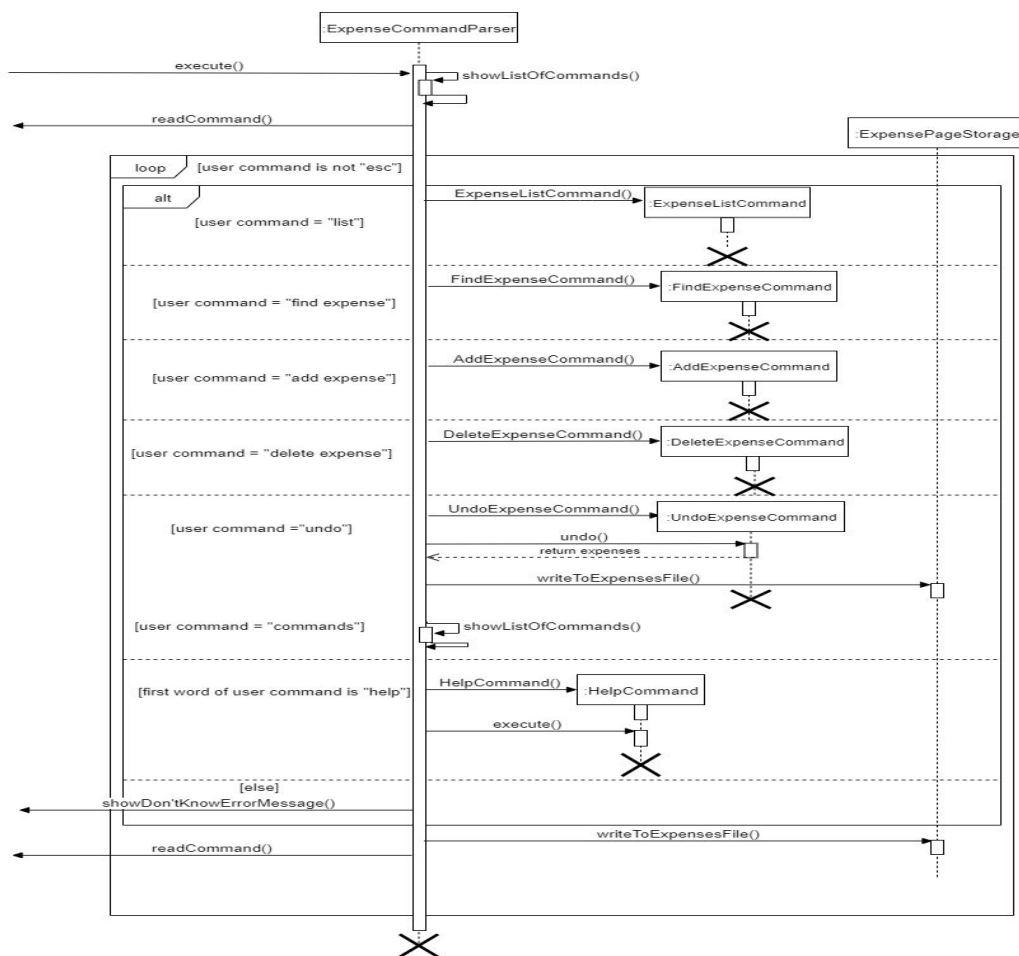 :ExpenseCommandParser
execute()
showListOfCommands()
readCommand()
:ExpensePageStorage
loop
[user command is not "esc"]
alt
ExpenseListCommand()
:ExpenseListCommand
[user command = "list"]
FindExpenseCommand()
:FindExpenseCommand
[user command = "find expense"]
AddExpenseCommand()
:AddExpenseCommand
[user command = "add expense"]
DeleteExpenseCommand()
:DeleteExpenseCommand
[user command = "delete expense"]
UndoExpenseCommand()
:UndoExpenseCommand
[user command ="undo"]
undo()
return expenses
writeToExpensesFile()
[user command = "commands"]
showListOfCommands()
HelpCommand()
:HelpCommand
[first word of user command is "help"]
execute()
[else]
showDon'tKnowErrorMessage()
writeToExpensesFile()
readCommand()